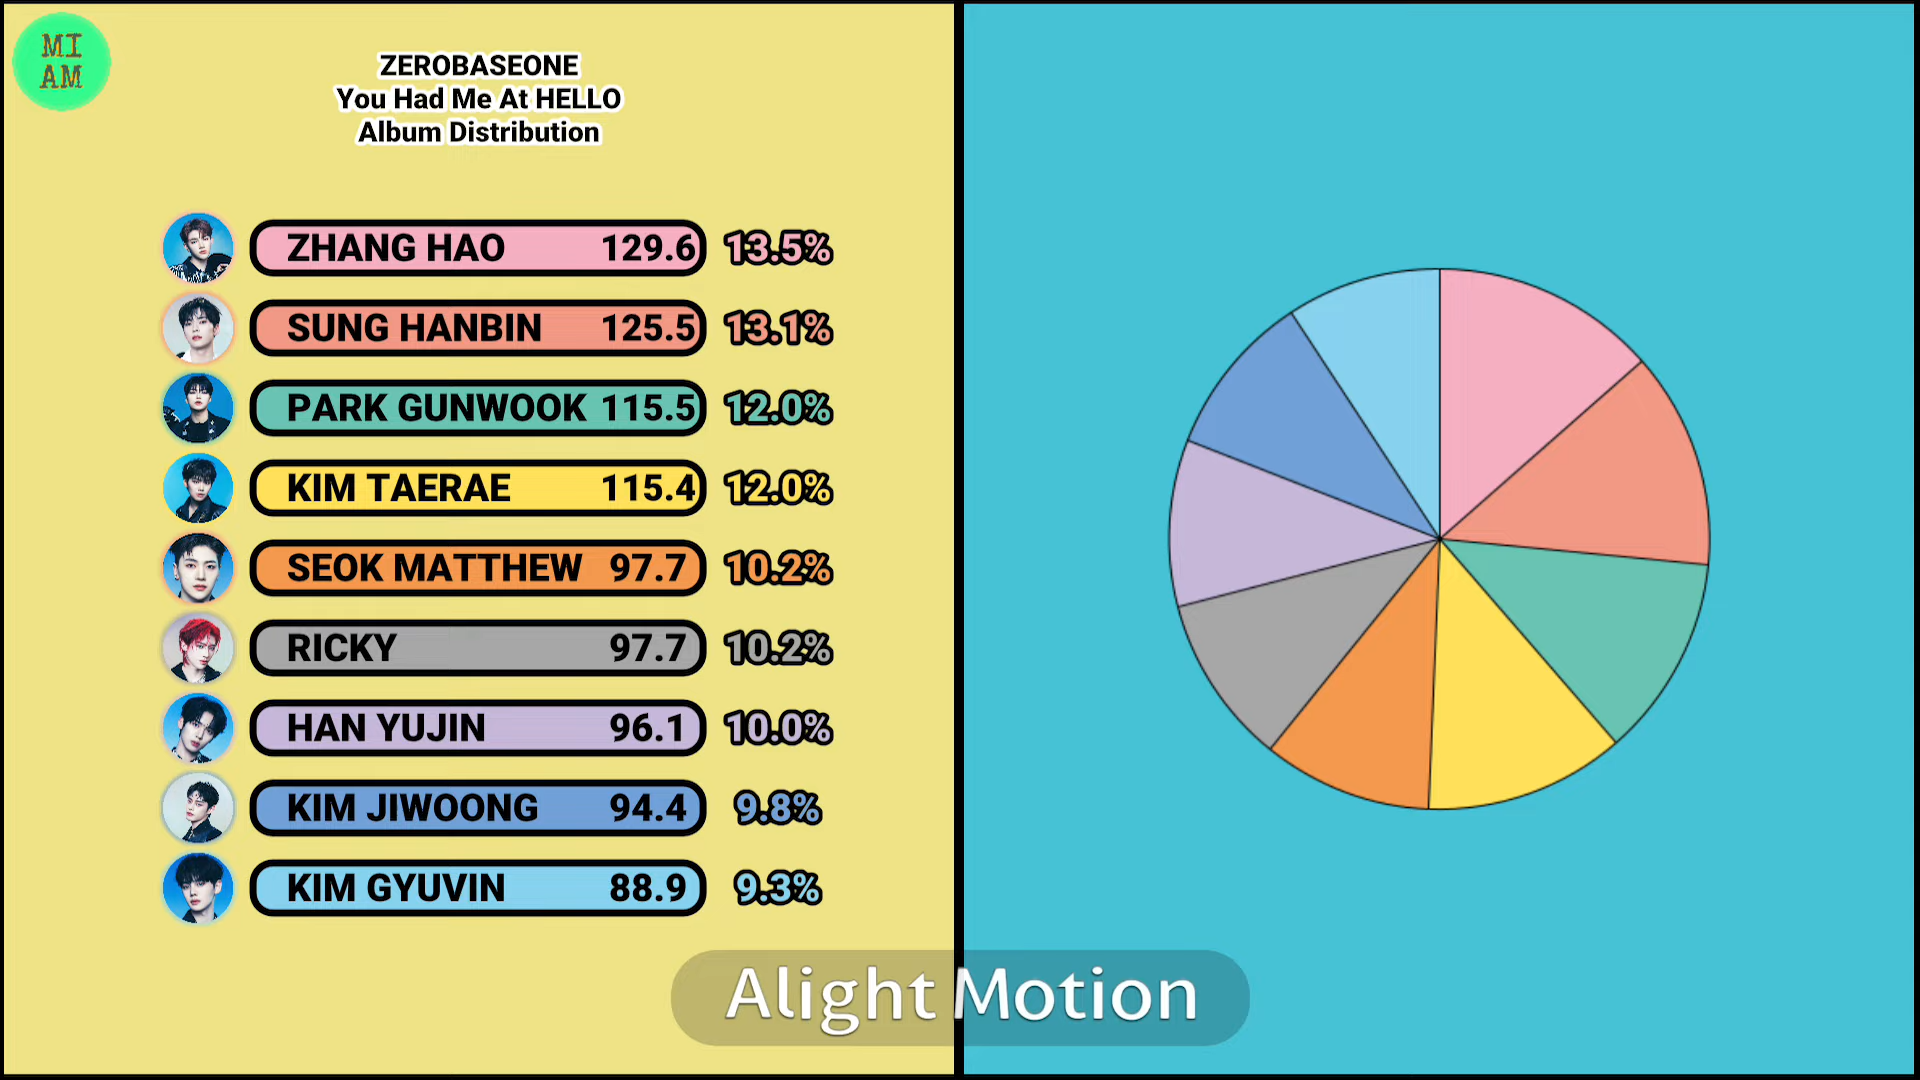 MI
AM
ZEROBASEONE
You Had Me At HELLO
Album Distribution
ZHANG HAO 129.6 13.5%
SUNG HANBIN 125.5 13.1%
PARK GUNWOOK 115.5 12.0%
KIM TAERAE 115.4 12.0%
SEOK MATTHEW 97.7 10.2%
RICKY 97.7 10.2%
HAN YUJIN 96.1 10.0%
KIM JIWOONG 94.4 9.8%
KIM GYUVIN 88.9 9.3%
Alight Motion